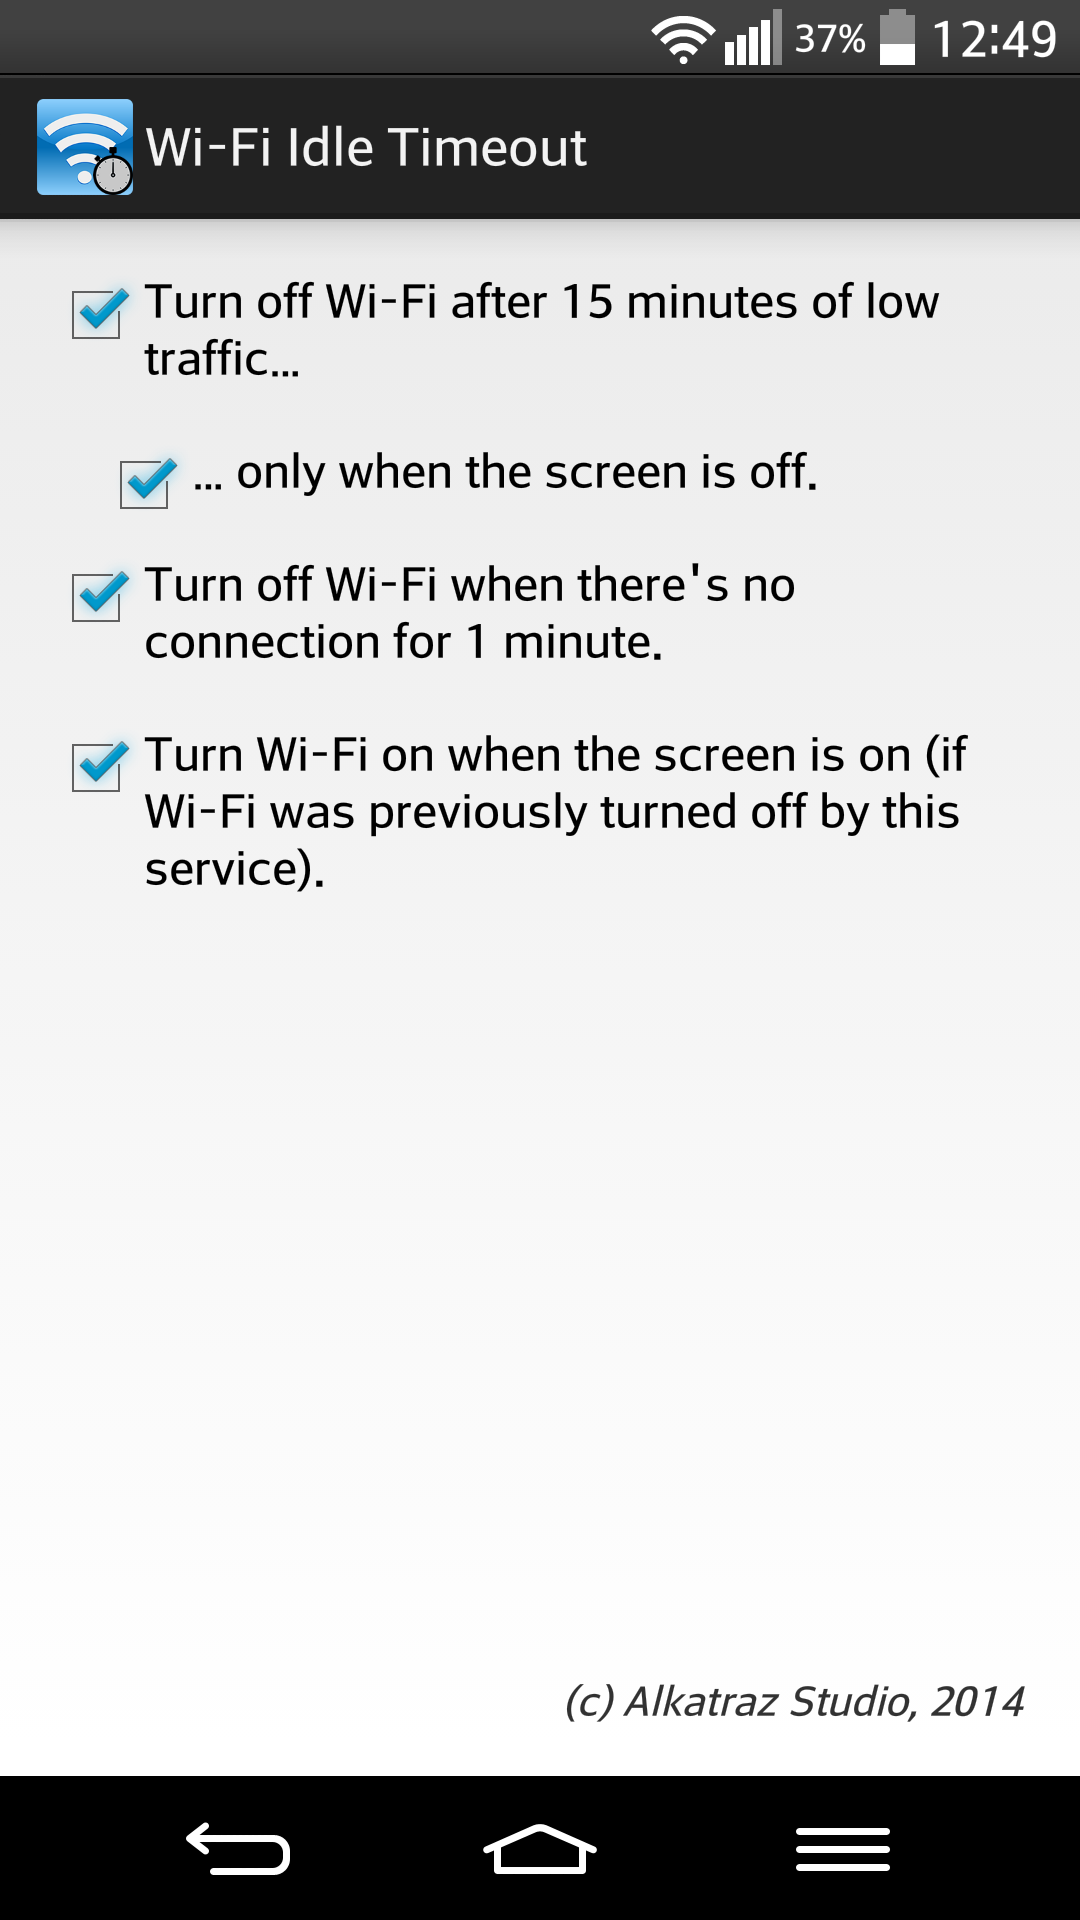 37% 12:49
Wi-Fi Idle Timeout
Turn off Wi-Fi after 15 minutes of low
traffic...
... only when the screen is off.
Turn off Wi-Fi when there's no
connection for 1 minute.
Turn Wi-Fi on when the screen is on (if
Wi-Fi was previously turned off by this
service).
(c) Alkatraz Studio, 2014